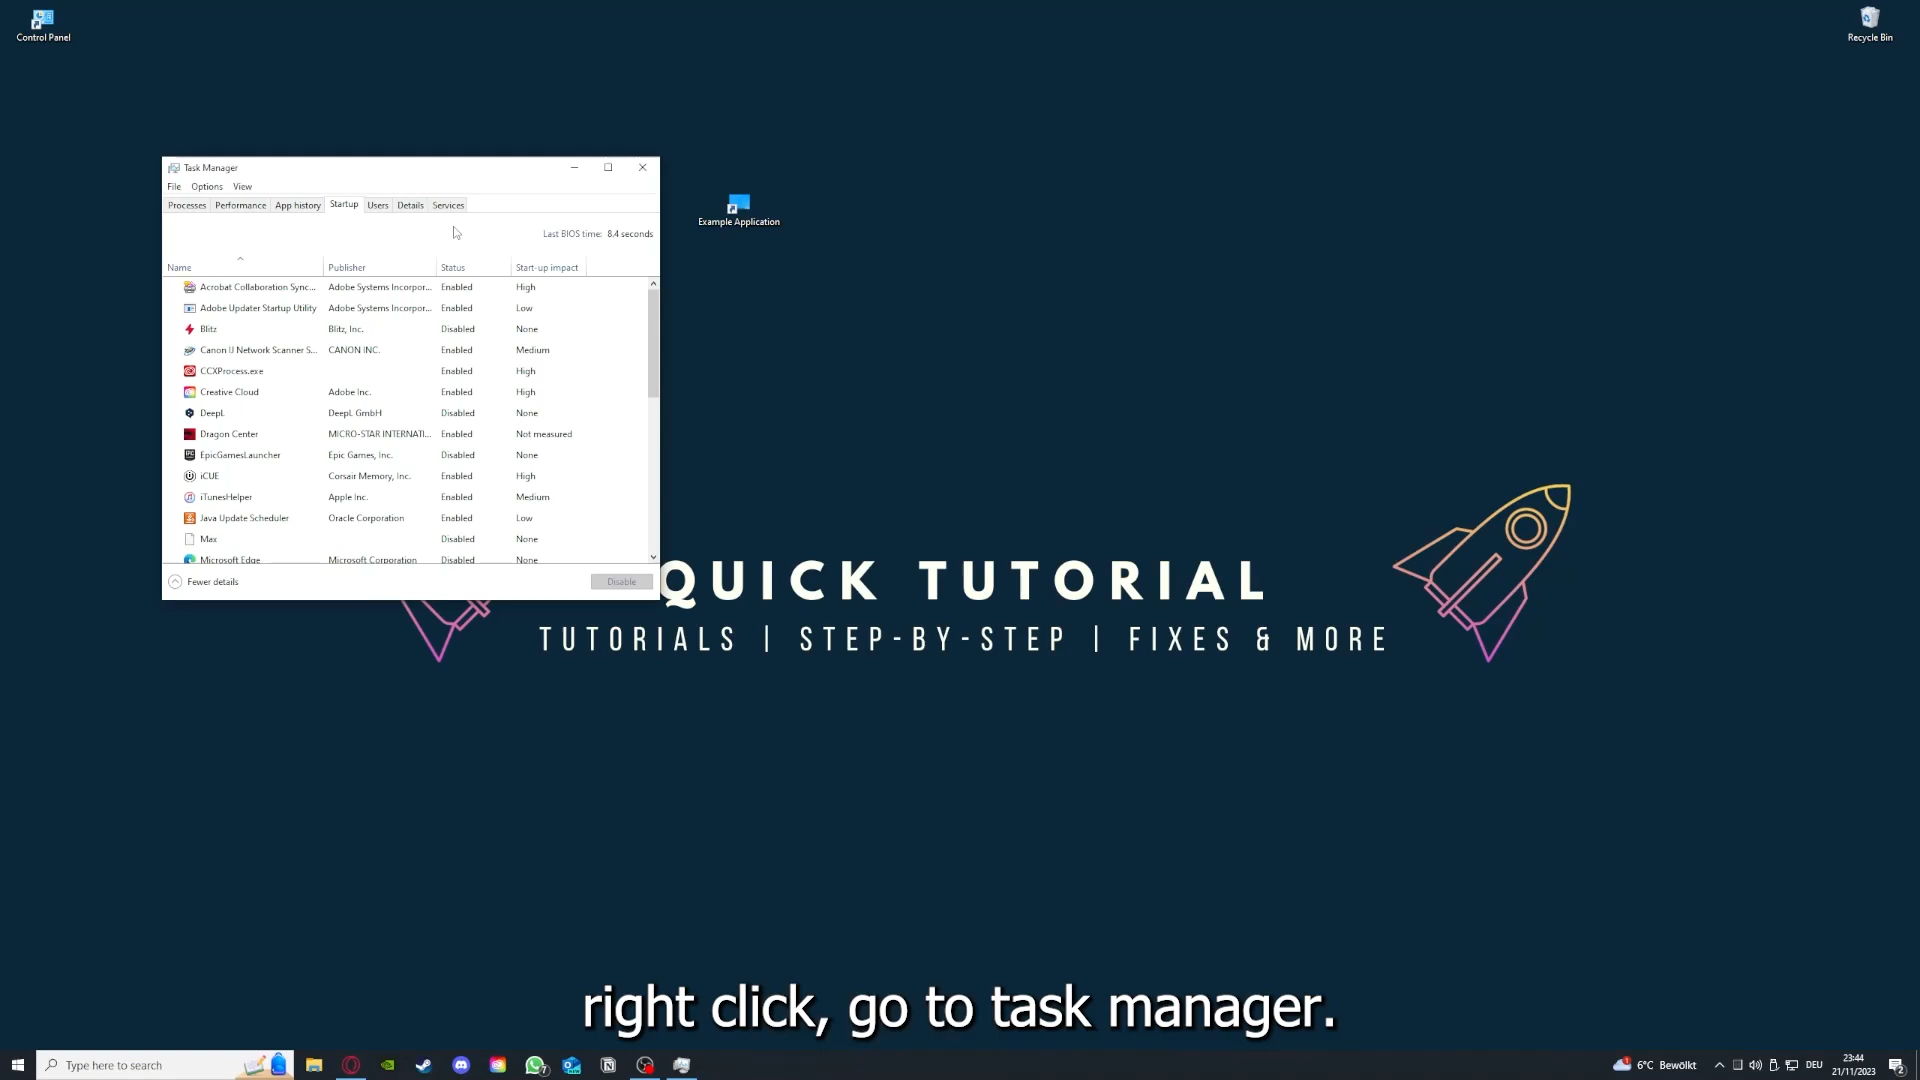 Control Panel
Recycle Bin
Task Manager
File Options View
Processes Performance App history Startup Users Details Services
Example Application
Last BIOS time: 8.4 seconds
Name Publisher Status Start-up impact
Acrobat Collaboration Sync... Adobe Systems Incorpor... Enabled High
Adobe Updater Startup Utility Adobe Systems Incorpor... Enabled Low
Blitz Blitz, Inc. Disabled None
Canon IJ Network Scanner S... CANON INC. Enabled Medium
CCXProcess.exe Enabled High
Creative Cloud Adobe Inc. Enabled High
DeepL DeepL GmbH Disabled None
Dragon Center MICRO-STAR INTERNATI... Enabled Not measured
EpicGamesLauncher Epic Games, Inc. Disabled None
iCUE Corsair Memory, Inc. Enabled High
iTunesHelper Apple Inc. Enabled Medium
Java Update Scheduler Oracle Corporation Enabled Low
Max Disabled None
Microsoft Edge Microsoft Corporation Disabled None
Fewer details Disable
QUICK TUTORIAL
TUTORIALS | STEP-BY-STEP | FIXES & MORE
right click, go to task manager.
Type here to search
7
1
6°C Bewölkt
DEU
23:44
21/11/2023
2